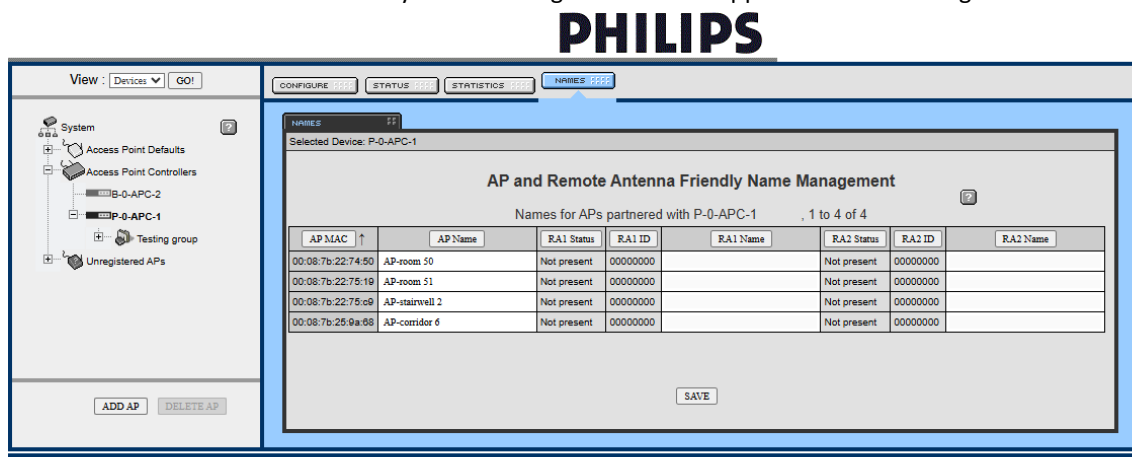 PHILIPS
View : Devices GO!
CONFIGURE STATUS STATISTICS NAMES
System ?
Access Point Defaults
Access Point Controllers
B-0-APC-2
P-0-APC-1
Testing group
Unregistered APs
ADD AP DELETE AP
NAMES
Selected Device: P-0-APC-1
AP and Remote Antenna Friendly Name Management
?
Names for APs partnered with P-0-APC-1 , 1 to 4 of 4
AP MAC ↑ AP Name RA1 Status RA1 ID RA1 Name RA2 Status RA2 ID RA2 Name
00:08:7b:22:74:50 AP-room 50 Not present 00000000 Not present 00000000
00:08:7b:22:75:19 AP-room 51 Not present 00000000 Not present 00000000
00:08:7b:22:75:c9 AP-stairwell 2 Not present 00000000 Not present 00000000
00:08:7b:25:9a:68 AP-corridor 6 Not present 00000000 Not present 00000000
SAVE